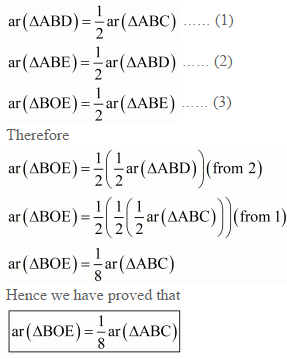 ar(ΔABD)=1/2 ar(ΔABC) ...... (1)
ar(ΔABE)=1/2 ar(ΔABD) ...... (2)
ar(ΔBOE)=1/2 ar(ΔABE) ...... (3)
Therefore
ar(ΔBOE)=1/2(1/2 ar(ΔABD))(from 2)
ar(ΔBOE)=1/2(1/2(1/2 ar(ΔABC)))(from 1)
ar(ΔBOE)=1/8 ar(ΔABC)
Hence we have proved that
ar(ΔBOE)=1/8 ar(ΔABC)